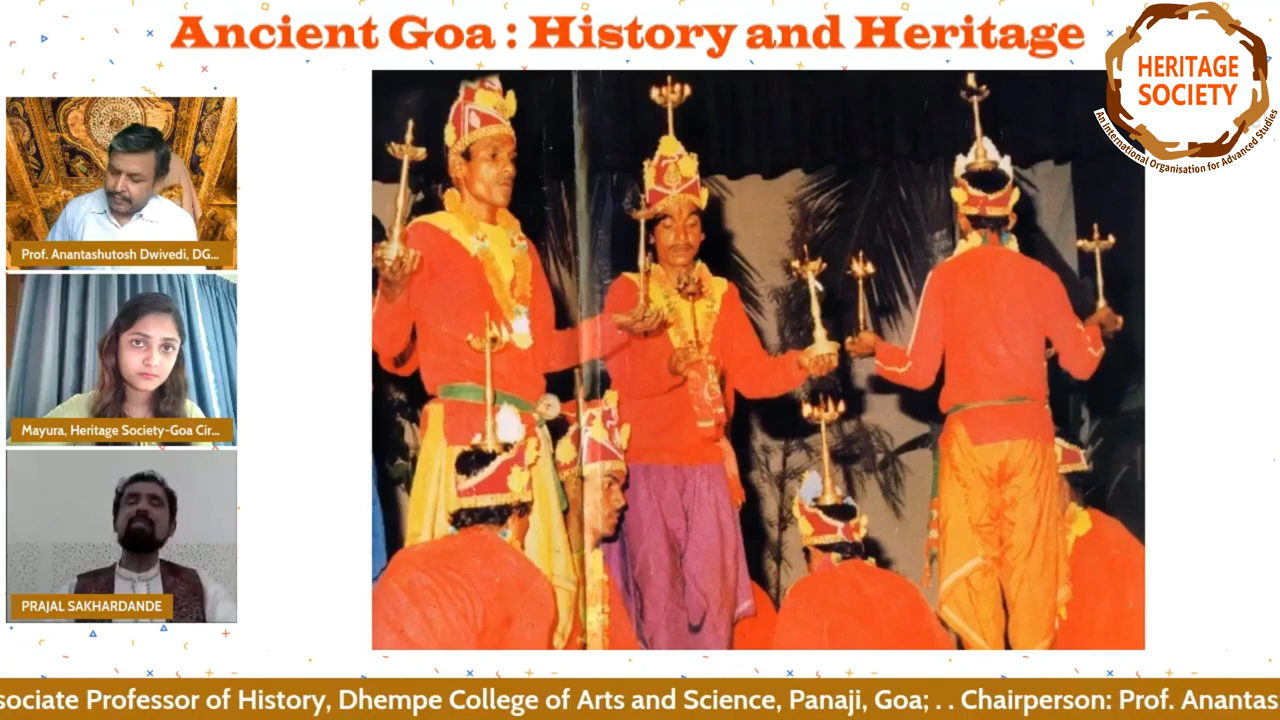 Ancient Goa : History and Heritage
HERITAGE
SOCIETY
An International Organisation for Advanced Studies
Prof. Anantashutosh Dwivedi, DG...
Mayura, Heritage Society-Goa Cir...
PRAJAL SAKHARDANDE
sociate Professor of History, Dhempe College of Arts and Science, Panaji, Goa; . . Chairperson: Prof. Anantas